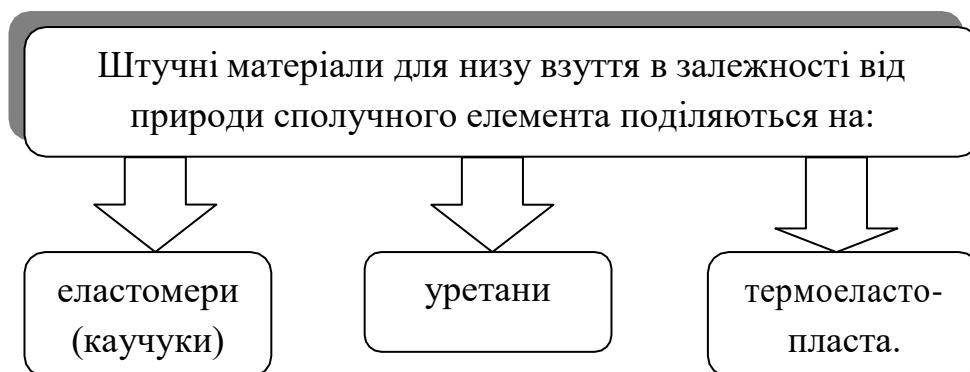 Штучні матеріали для низу взуття в залежності від
природи сполучного елемента поділяються на:
еластомери
(каучуки)
уретани
термоеласто-
пласта.